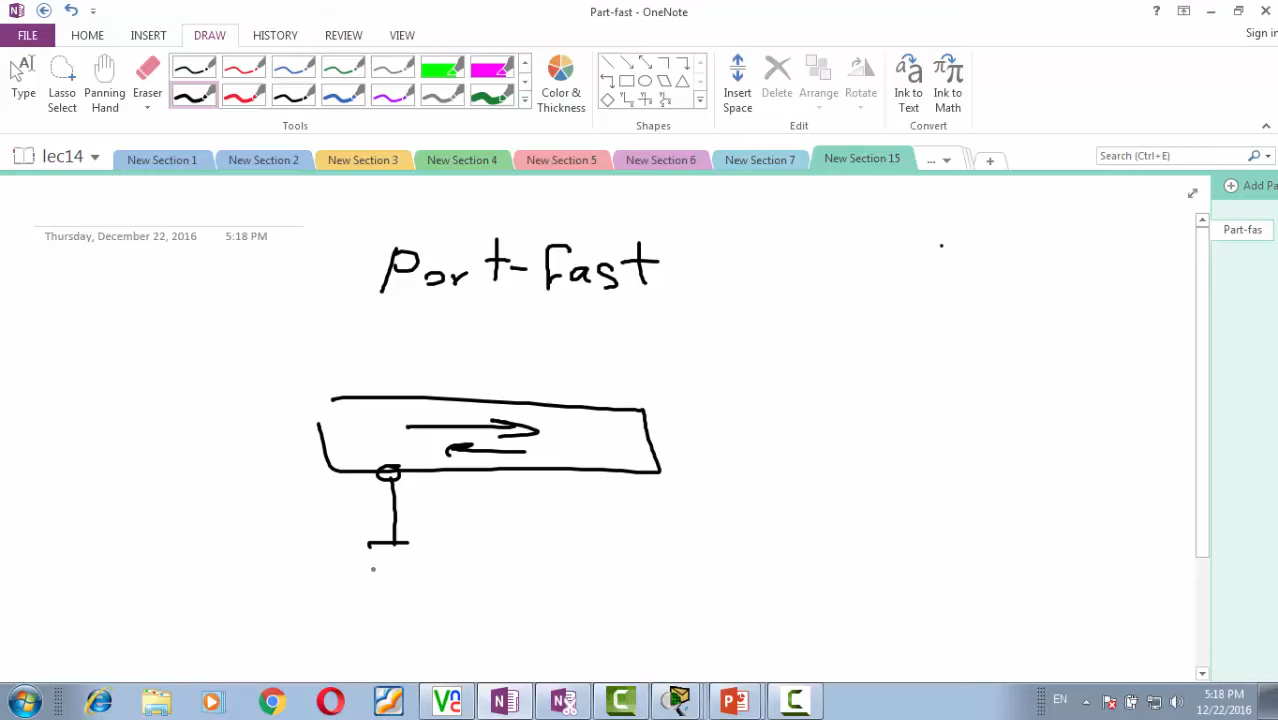 Part-fast - OneNote
?
Sign in
FILE HOME INSERT DRAW HISTORY REVIEW VIEW
Type
Lasso Select
Panning Hand
Eraser
Color & Thickness
Insert Space
Delete
Arrange
Rotate
Ink to Text
Ink to Math
Tools
Shapes
Edit
Convert
lec14
New Section 1
New Section 2
New Section 3
New Section 4
New Section 5
New Section 6
New Section 7
New Section 15
...
Search (Ctrl+E)
Add Pa
Thursday, December 22, 2016 5:18 PM
Part-fas
Port-Fast
EN
5:18 PM
12/22/2016